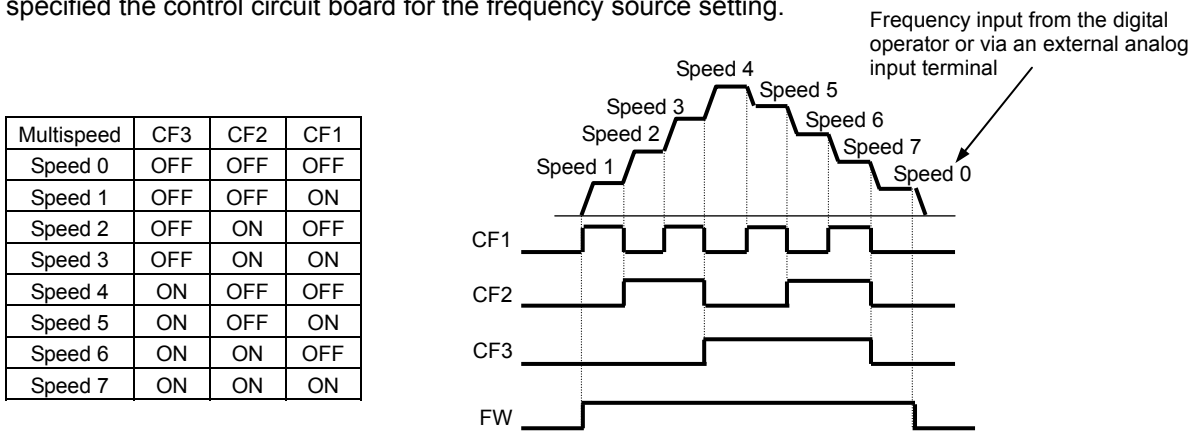 specified the control circuit board for the frequency source setting.
Frequency input from the digital
operator or via an external analog
input terminal
Multispeed CF3 CF2 CF1
Speed 0 OFF OFF OFF
Speed 1 OFF OFF ON
Speed 2 OFF ON OFF
Speed 3 OFF ON ON
Speed 4 ON OFF OFF
Speed 5 ON OFF ON
Speed 6 ON ON OFF
Speed 7 ON ON ON
Speed 4
Speed 5
Speed 3
Speed 6
Speed 2
Speed 7
Speed 1
Speed 0
CF1
CF2
CF3
FW